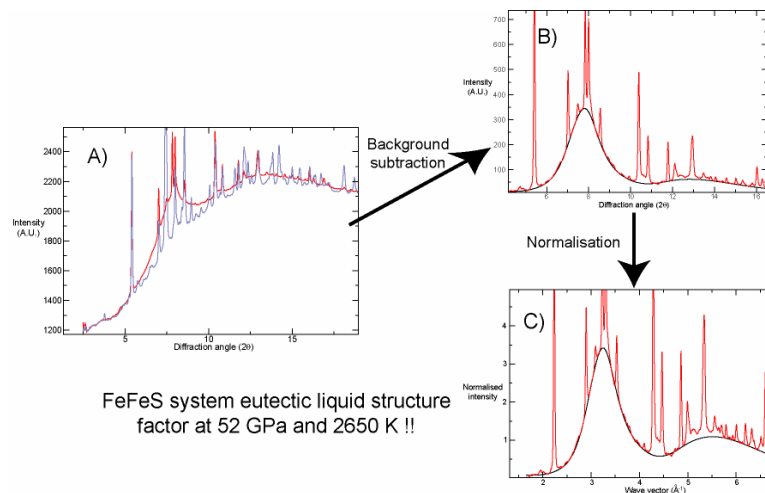 A)
2400
2200
2000
Intensity
(A.U.)
1800
1600
1400
1200
5
10
15
Diffraction angle (2θ)
Background
subtraction
B)
700
600
500
Intensity
(A.U.)
400
300
200
100
6
8
10
12
14
16
Diffraction angle (2θ)
Normalisation
C)
4
3
Normalised
intensity
2
1
2
3
4
5
6
Wave vector (Å⁻¹)
FeFeS system eutectic liquid structure
factor at 52 GPa and 2650 K !!